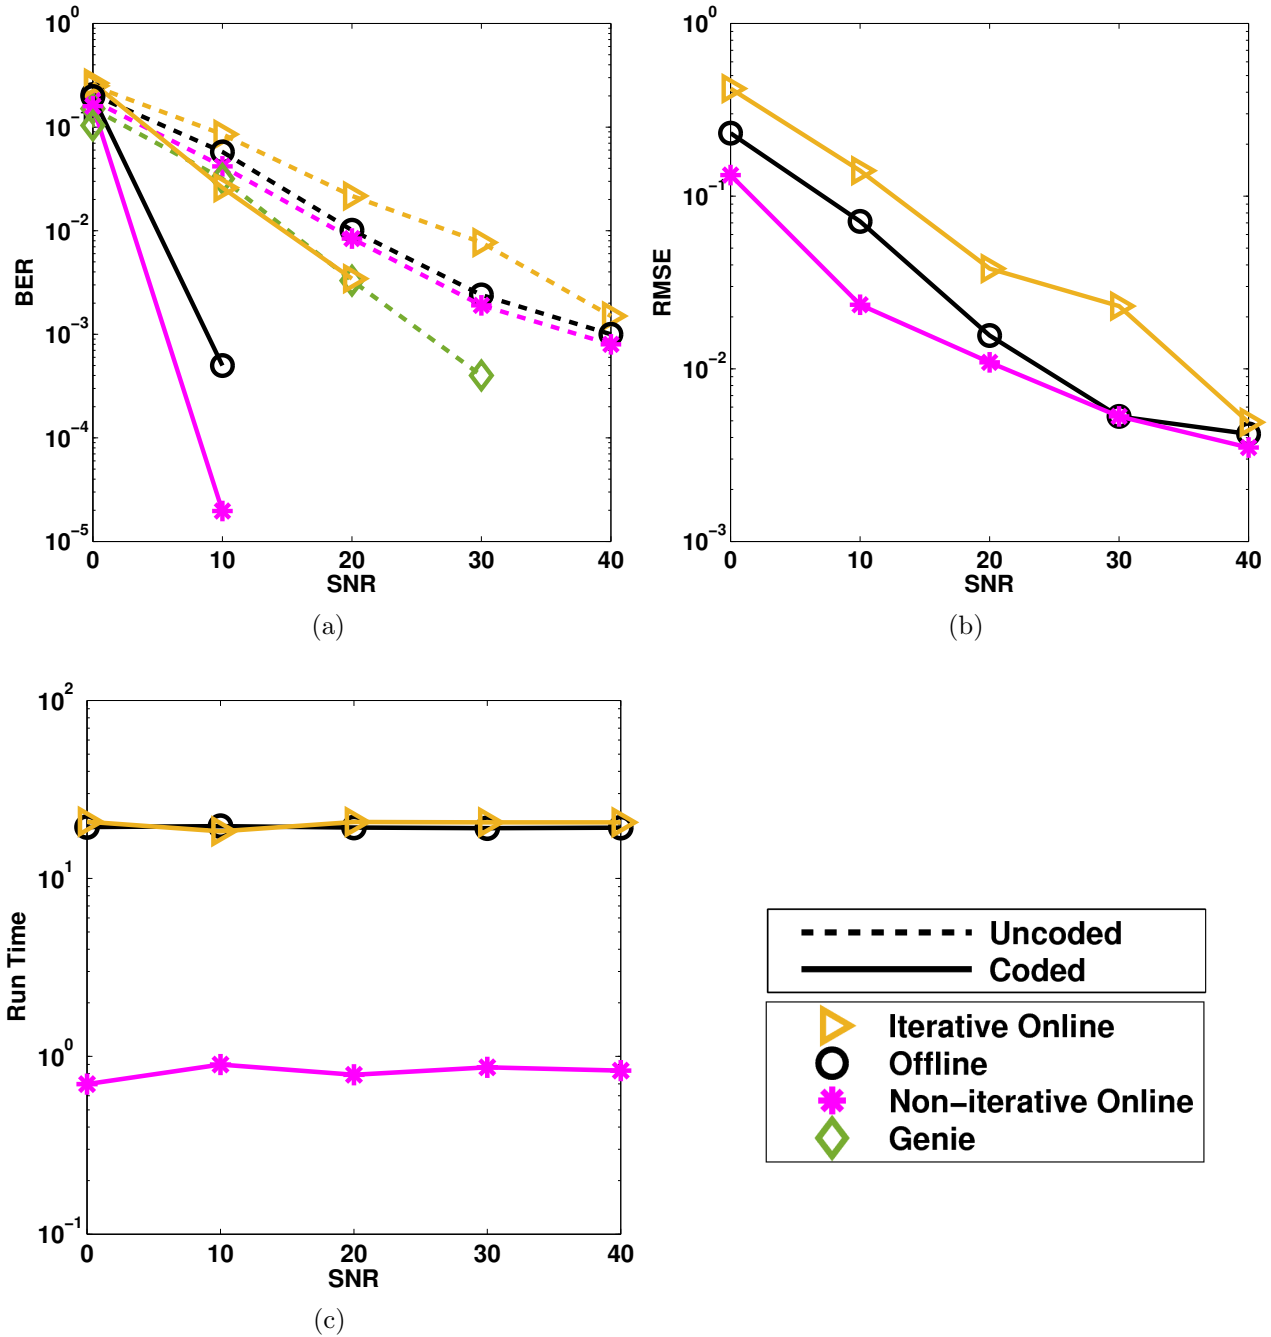 10^0
10^-1
10^-2
10^-3
10^-4
10^-5
BER
0 10 20 30 40
SNR
(a)
10^0
10^-1
10^-2
10^-3
RMSE
0 10 20 30 40
SNR
(b)
10^2
10^1
10^0
10^-1
Run Time
0 10 20 30 40
SNR
(c)
Uncoded
Coded
Iterative Online
Offline
Non-iterative Online
Genie